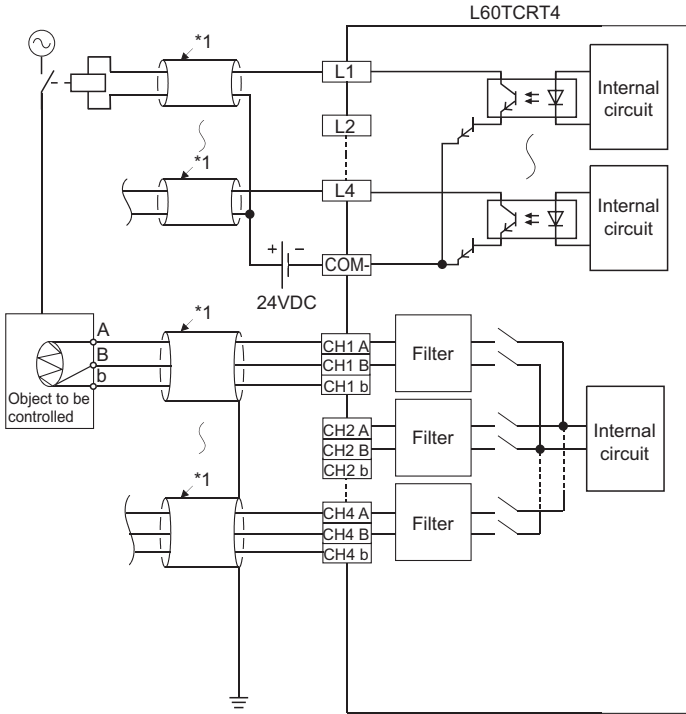 L60TCRT4
*1
L1
Internal
circuit
L2
*1
L4
Internal
circuit
+ −
COM-
24VDC
*1
A
B
b
Object to be
controlled
CH1 A
CH1 B
CH1 b
Filter
CH2 A
CH2 B
CH2 b
Filter
Internal
circuit
*1
CH4 A
CH4 B
CH4 b
Filter